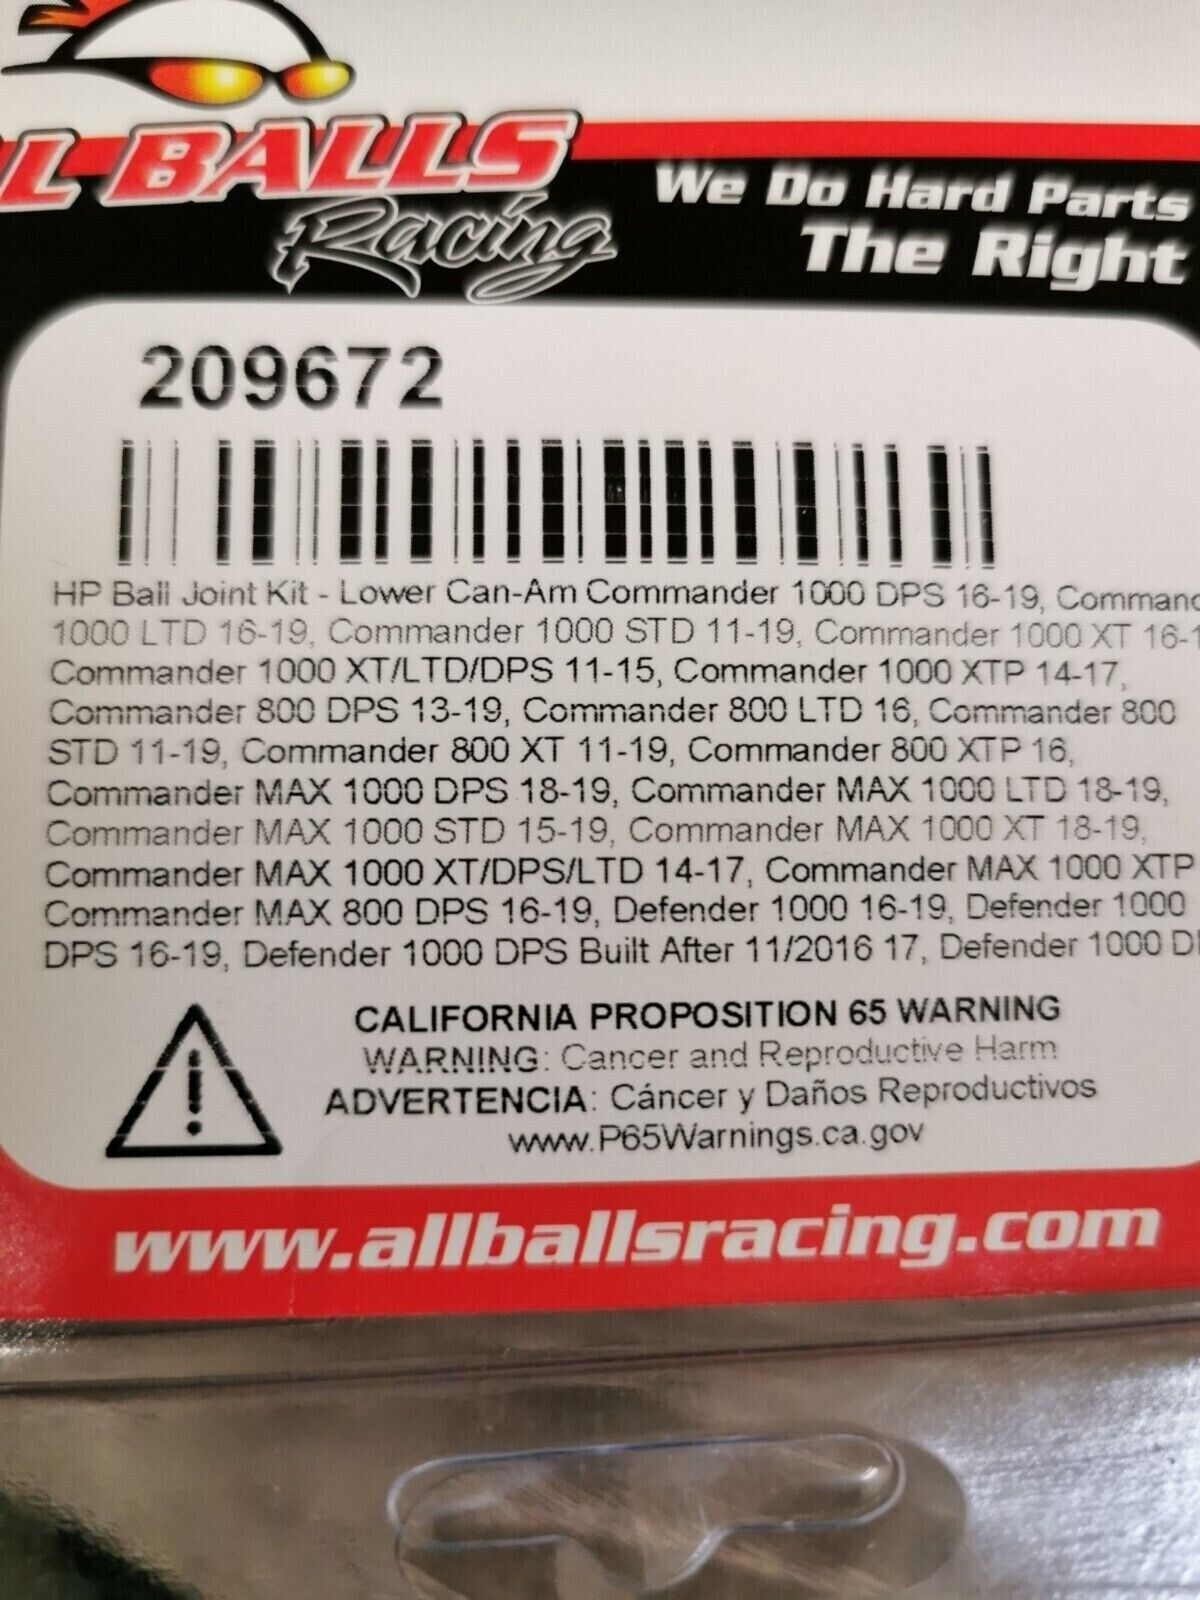 LL BALLS
Racing
We Do Hard Parts
The Right
209672
HP Ball Joint Kit - Lower Can-Am Commander 1000 DPS 16-19, Commanc
1000 LTD 16-19, Commander 1000 STD 11-19, Commander 1000 XT 16-1
Commander 1000 XT/LTD/DPS 11-15, Commander 1000 XTP 14-17,
Commander 800 DPS 13-19, Commander 800 LTD 16, Commander 800
STD 11-19, Commander 800 XT 11-19, Commander 800 XTP 16,
Commander MAX 1000 DPS 18-19, Commander MAX 1000 LTD 18-19,
Commander MAX 1000 STD 15-19, Commander MAX 1000 XT 18-19,
Commander MAX 1000 XT/DPS/LTD 14-17, Commander MAX 1000 XTP
Commander MAX 800 DPS 16-19, Defender 1000 16-19, Defender 1000
DPS 16-19, Defender 1000 DPS Built After 11/2016 17, Defender 1000 D
CALIFORNIA PROPOSITION 65 WARNING
WARNING: Cancer and Reproductive Harm
ADVERTENCIA: Cáncer y Daños Reproductivos
www.P65Warnings.ca.gov
www.allballsracing.com